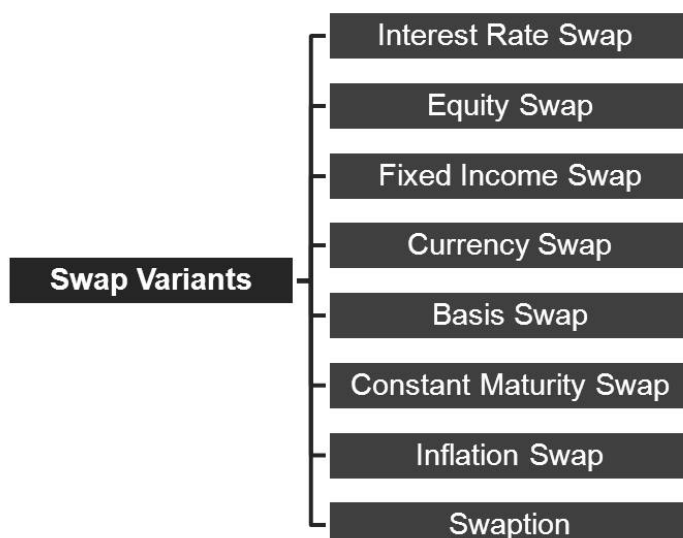 Interest Rate Swap
Equity Swap
Fixed Income Swap
Currency Swap
Swap Variants
Basis Swap
Constant Maturity Swap
Inflation Swap
Swaption